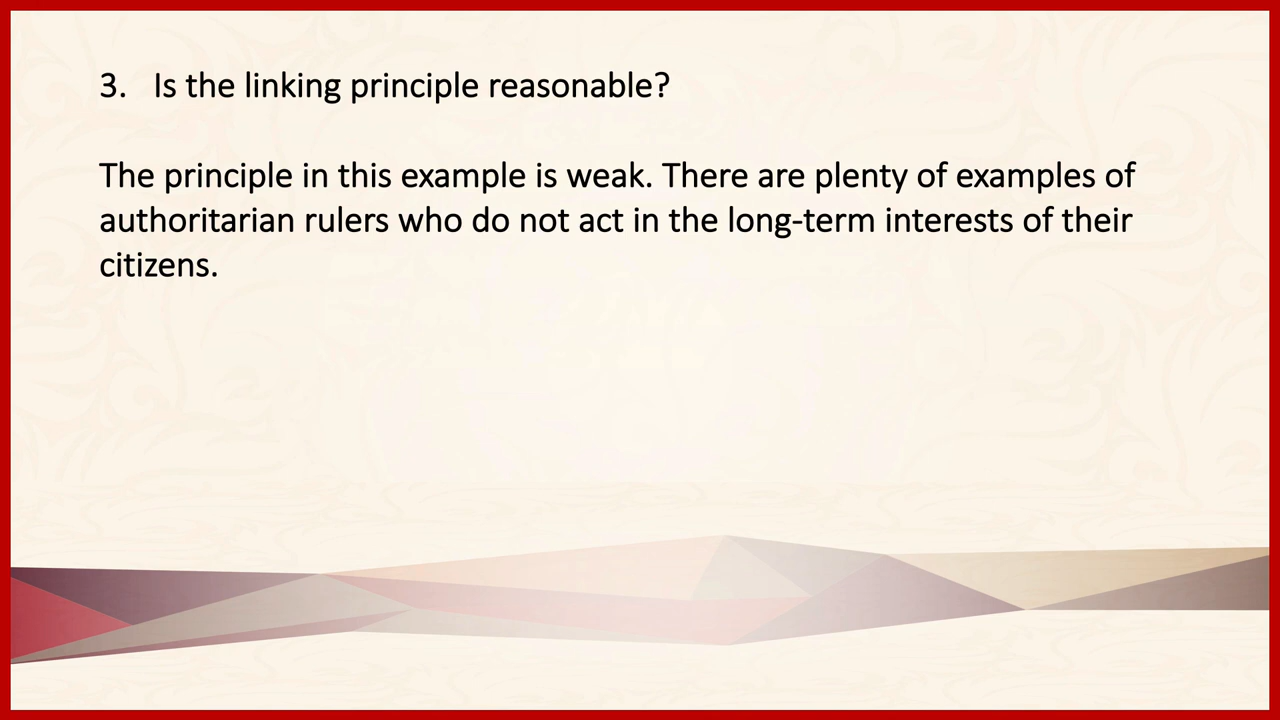 3. Is the linking principle reasonable?
The principle in this example is weak. There are plenty of examples of
authoritarian rulers who do not act in the long-term interests of their
citizens.